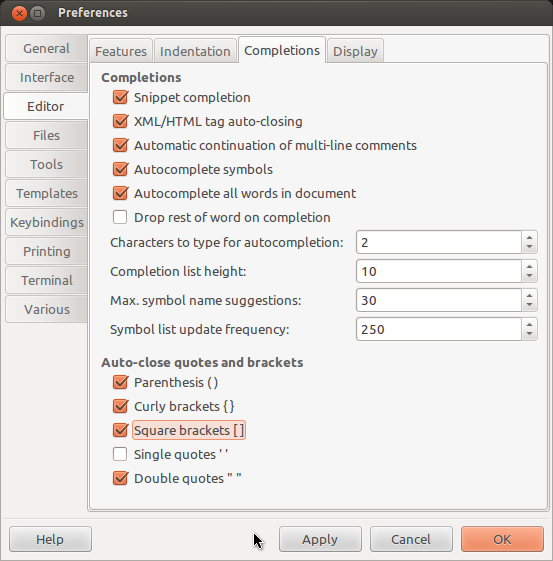 Preferences
General
Interface
Editor
Files
Tools
Templates
Keybindings
Printing
Terminal
Various
Features Indentation Completions Display
Completions
Snippet completion
XML/HTML tag auto-closing
Automatic continuation of multi-line comments
Autocomplete symbols
Autocomplete all words in document
Drop rest of word on completion
Characters to type for autocompletion: 2
Completion list height: 10
Max. symbol name suggestions: 30
Symbol list update frequency: 250
Auto-close quotes and brackets
Parenthesis ( )
Curly brackets { }
Square brackets [ ]
Single quotes ' '
Double quotes " "
Help Apply Cancel OK